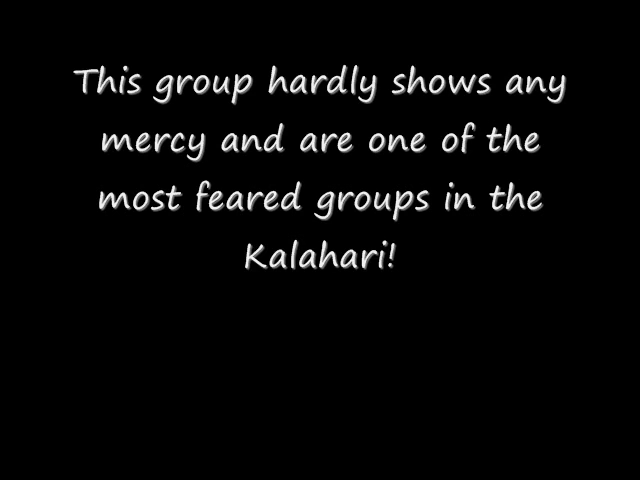 This group hardly shows any
mercy and are one of the
most feared groups in the
Kalahari!